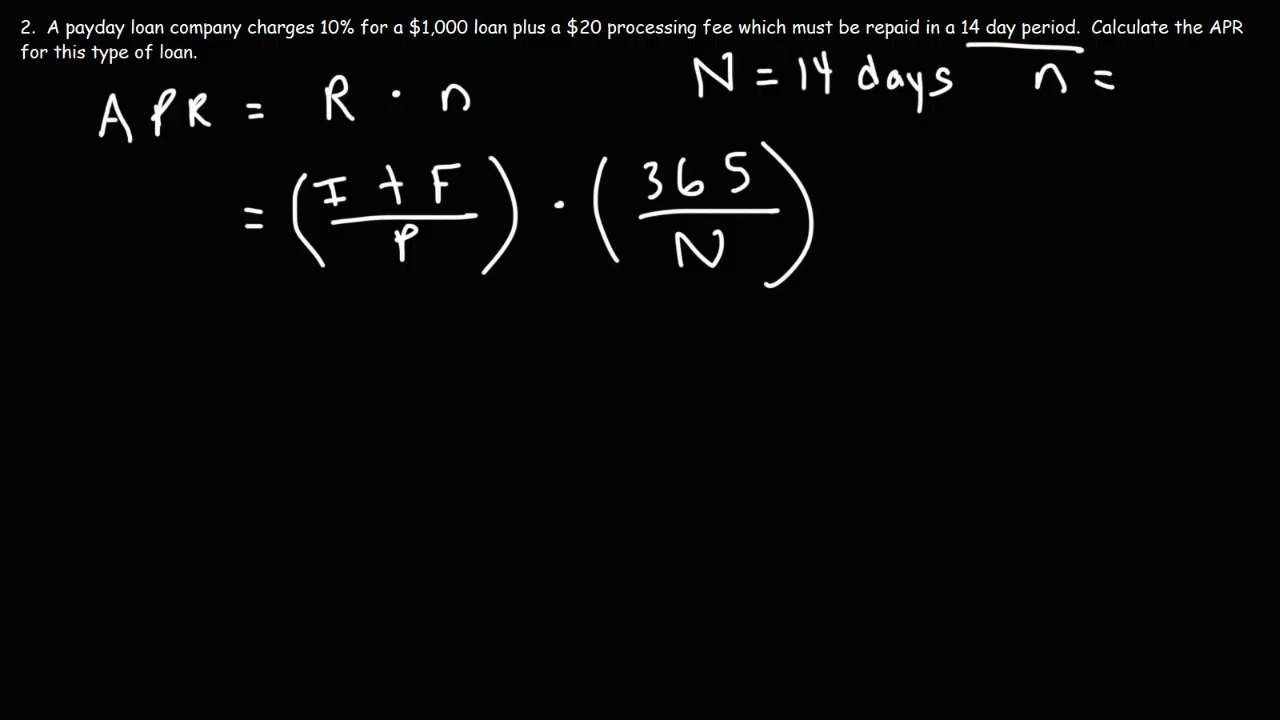 2. A payday loan company charges 10% for a $1,000 loan plus a $20 processing fee which must be repaid in a 14 day period. Calculate the APR
for this type of loan.
N = 14 days n =
APR = R · n
= (I + F / P) · (365 / N)